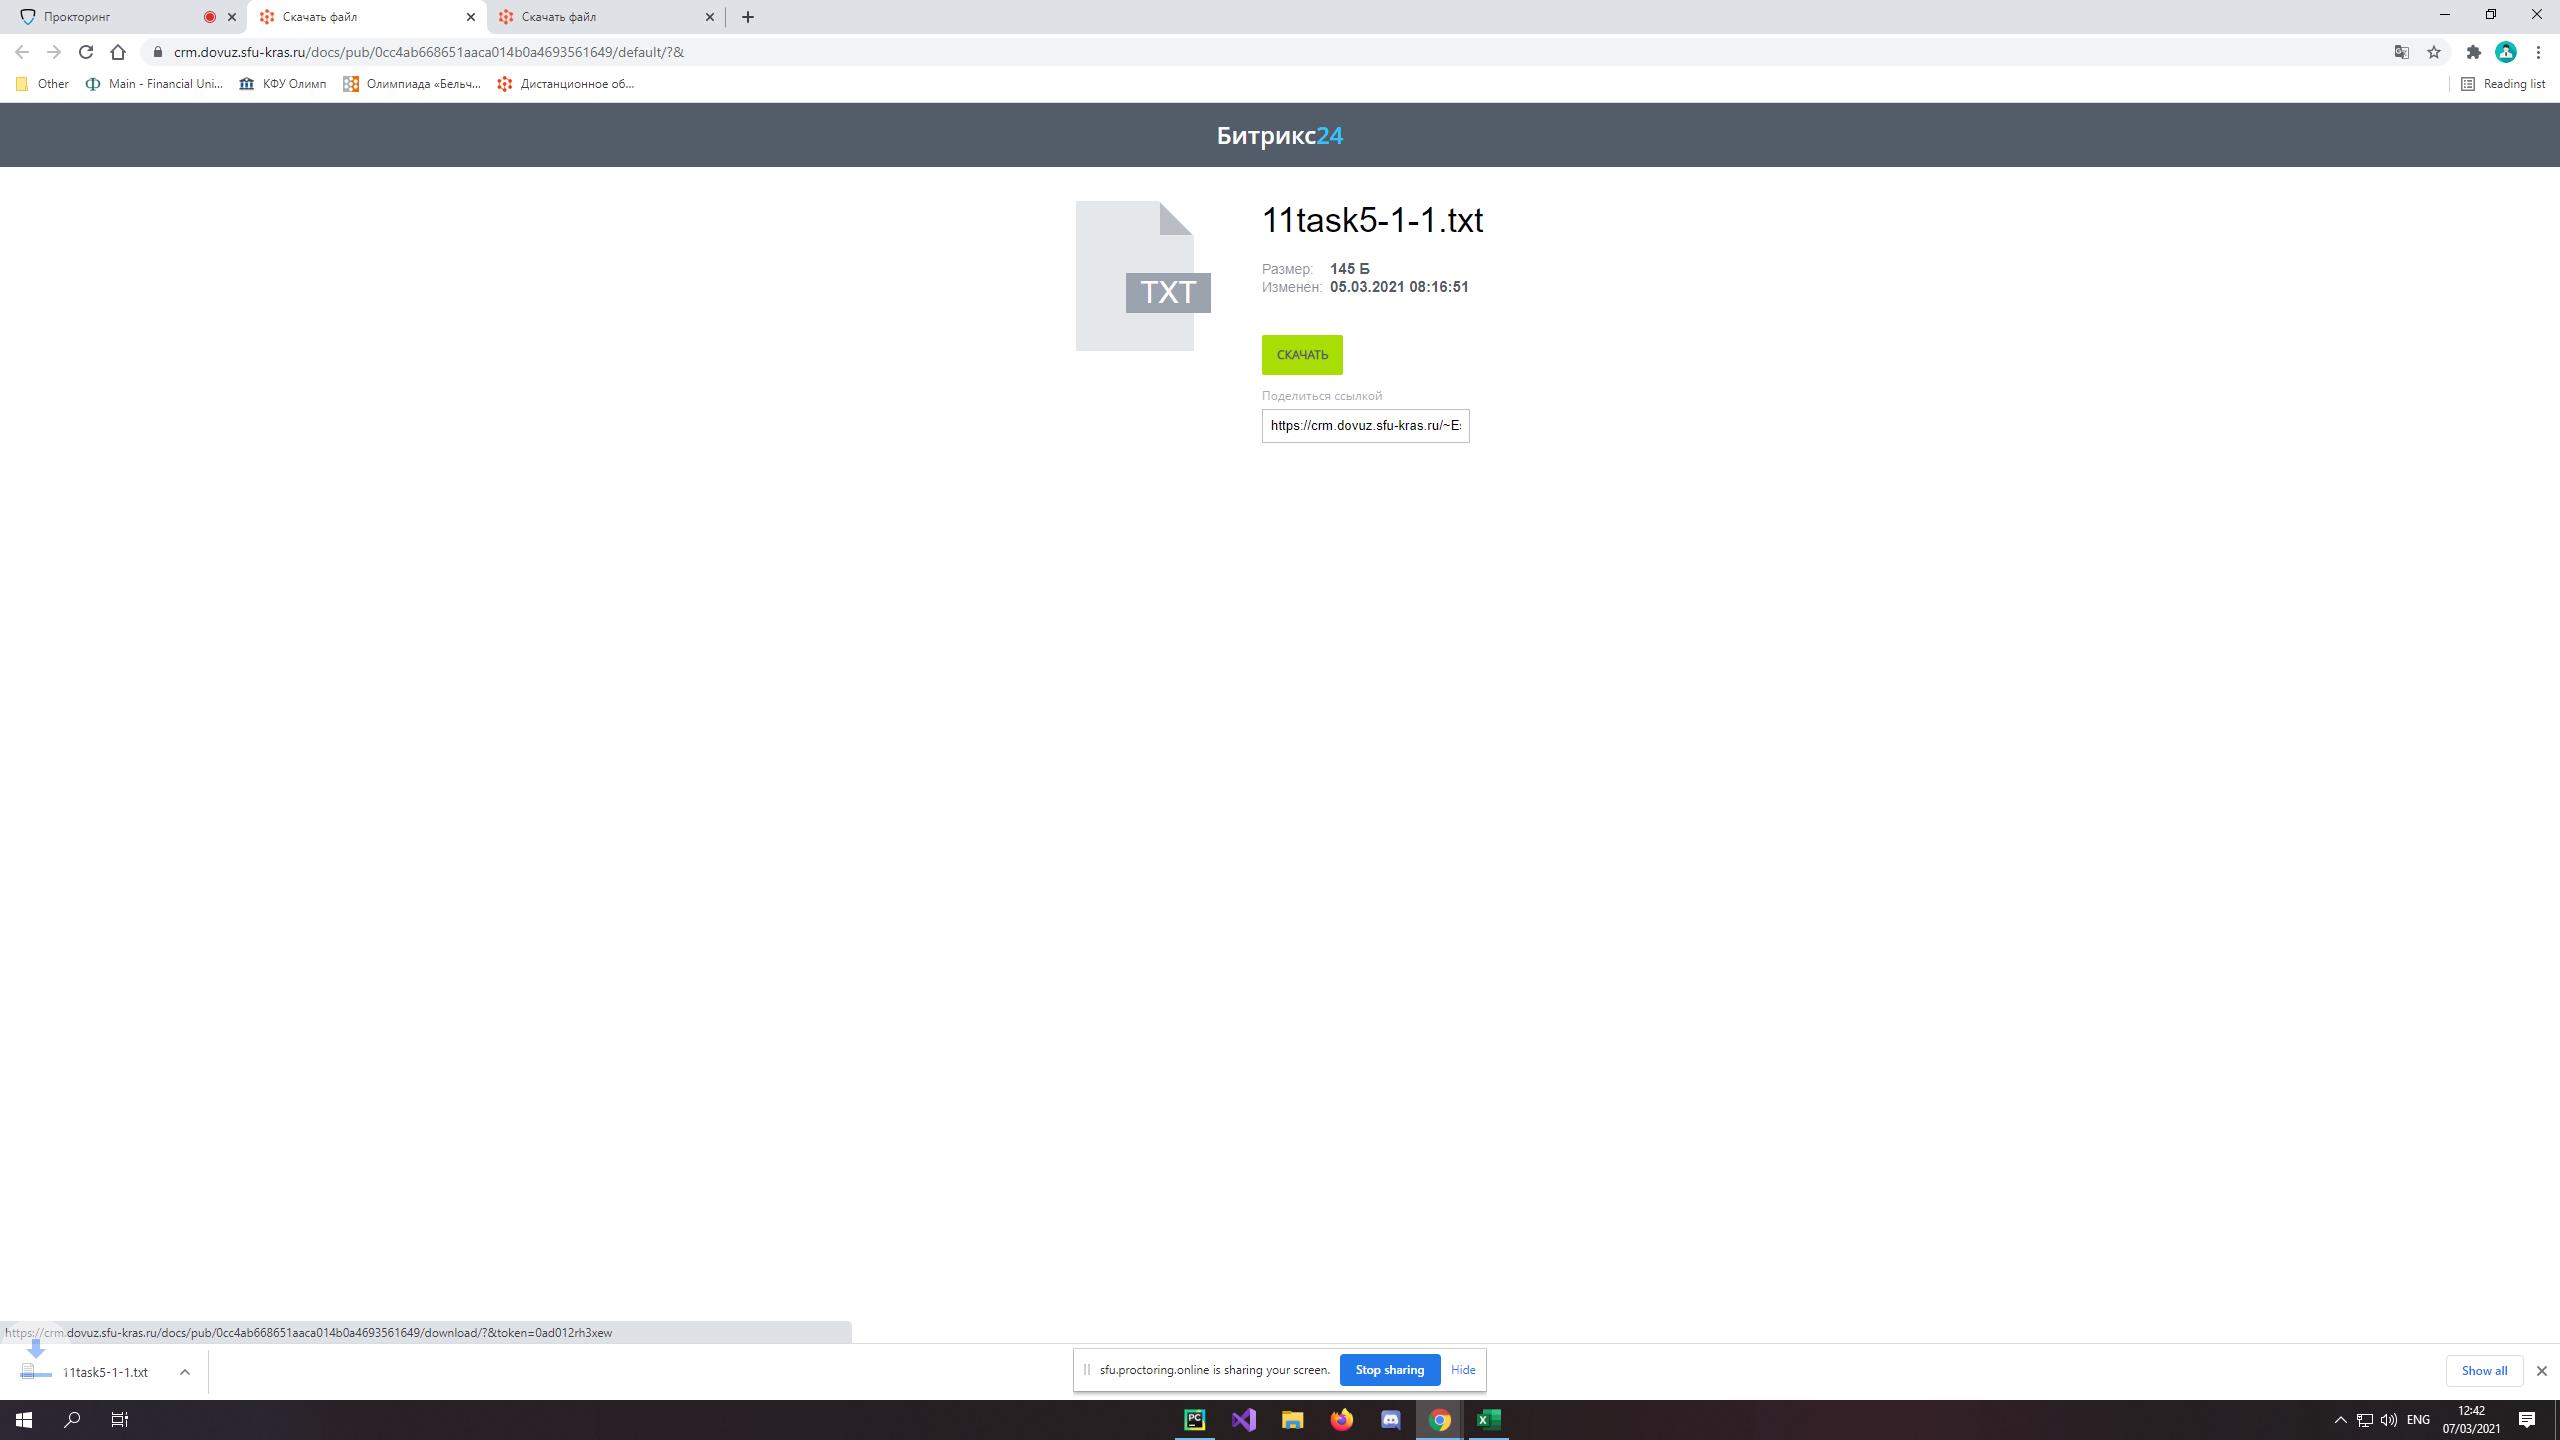 Прокторинг
Скачать файл
Скачать файл
crm.dovuz.sfu-kras.ru/docs/pub/0cc4ab668651aaca014b0a4693561649/default/?&
Other
Main - Financial Uni...
КФУ Олимп
Олимпиада «Бельч...
Дистанционное об...
Reading list
Битрикс24
TXT
11task5-1-1.txt
Размер: 145 Б
Изменен: 05.03.2021 08:16:51
СКАЧАТЬ
Поделиться ссылкой
https://crm.dovuz.sfu-kras.ru/~E
https://crm.dovuz.sfu-kras.ru/docs/pub/0cc4ab668651aaca014b0a4693561649/download/?&token=0ad012rh3xew
11task5-1-1.txt
sfu.proctoring.online is sharing your screen.
Stop sharing
Hide
Show all
PC
ENG
12:42
07/03/2021